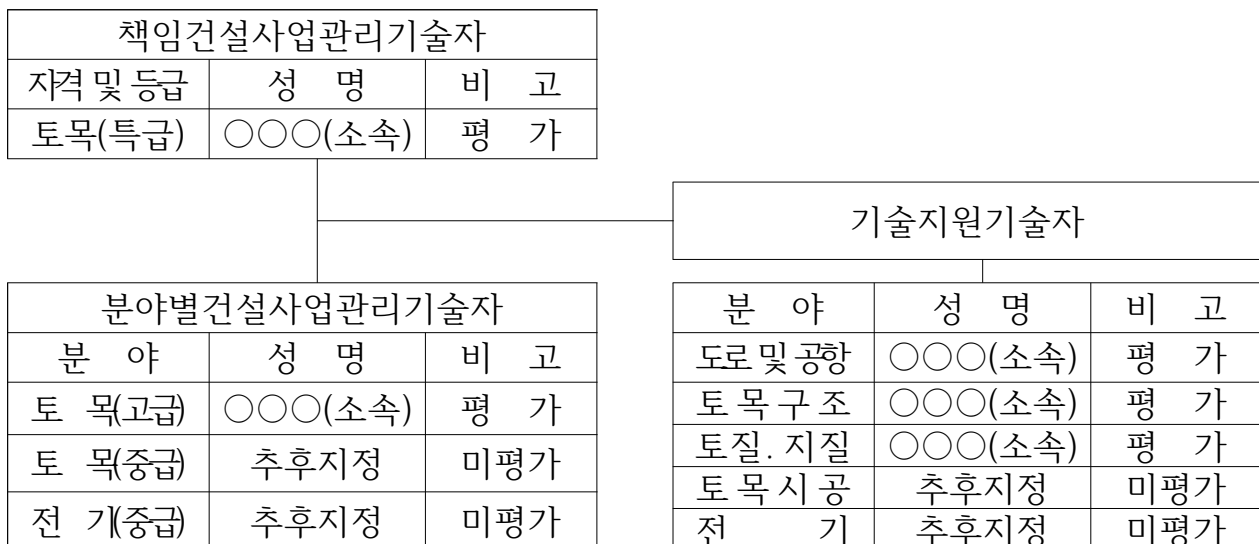 책임건설사업관리기술자
자격 및 등급 성 명 비 고
토목(특급) ○○○(소속) 평 가
기술지원기술자
분야별건설사업관리기술자
분 야 성 명 비 고
토 목(고급) ○○○(소속) 평 가
토 목(중급) 추후지정 미평가
전 기(중급) 추후지정 미평가
분 야 성 명 비 고
도로 및 공항 ○○○(소속) 평 가
토 목 구 조 ○○○(소속) 평 가
토질. 지질 ○○○(소속) 평 가
토 목 시 공 추후지정 미평가
전 기 추후지정 미평가